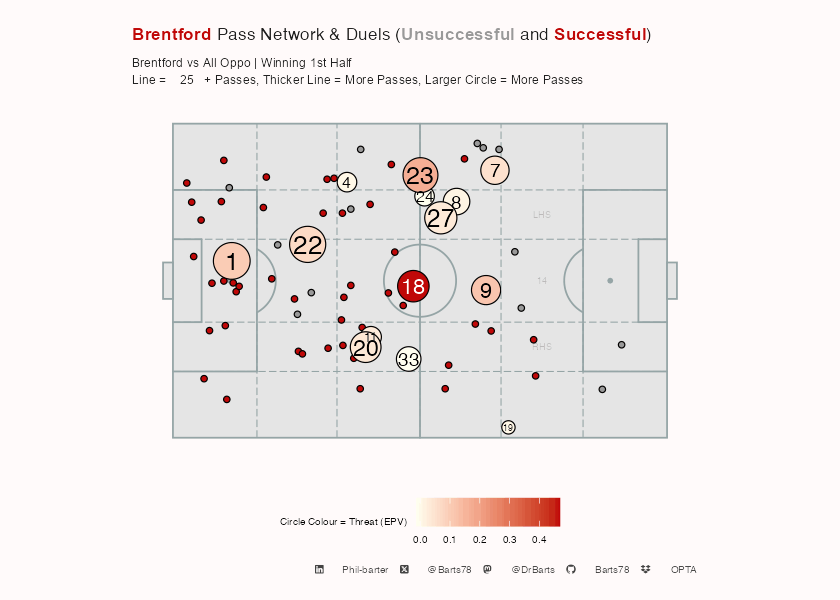 Brentford Pass Network & Duels (Unsuccessful and Successful)
Brentford vs All Oppo | Winning 1st Half
Line = 25 + Passes, Thicker Line = More Passes, Larger Circle = More Passes
7
23
4
24
8
27
LHS
22
1
14
18
9
11
20
33
RHS
19
Circle Colour = Threat (EPV)
0.0 0.1 0.2 0.3 0.4
Phil-barter @Barts78 @DrBarts Barts78 OPTA